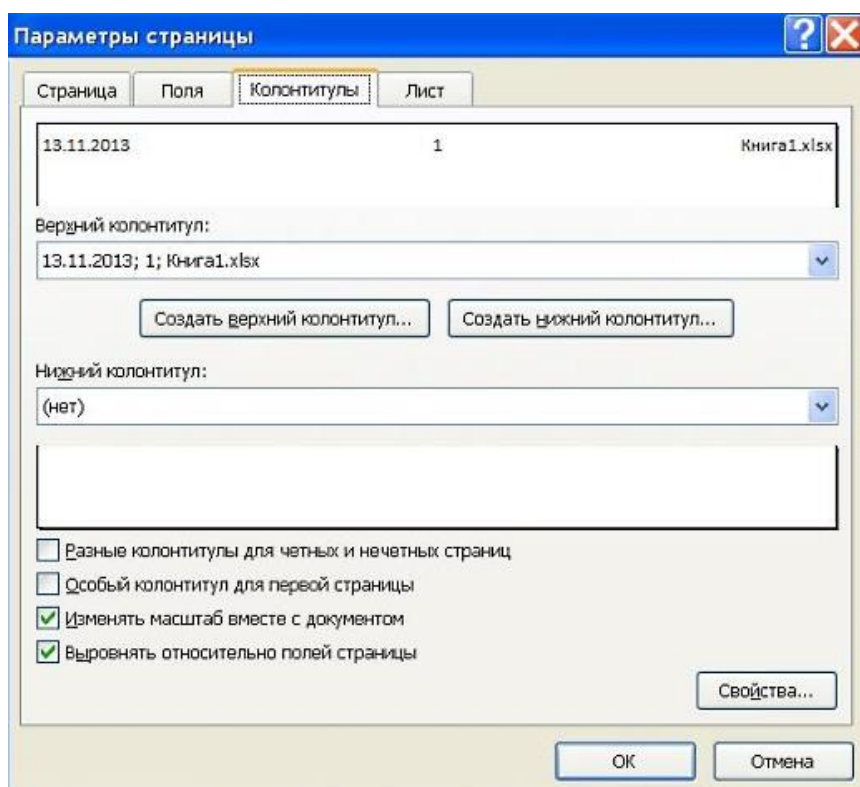 Параметры страницы
Страница Поля Колонтитулы Лист
13.11.2013 1 Книга1.xlsx
Верхний колонтитул:
13.11.2013; 1; Книга1.xlsx
Создать верхний колонтитул... Создать нижний колонтитул...
Нижний колонтитул:
(нет)
Разные колонтитулы для четных и нечетных страниц
Особый колонтитул для первой страницы
Изменять масштаб вместе с документом
Выровнять относительно полей страницы
Свойства...
ОК Отмена